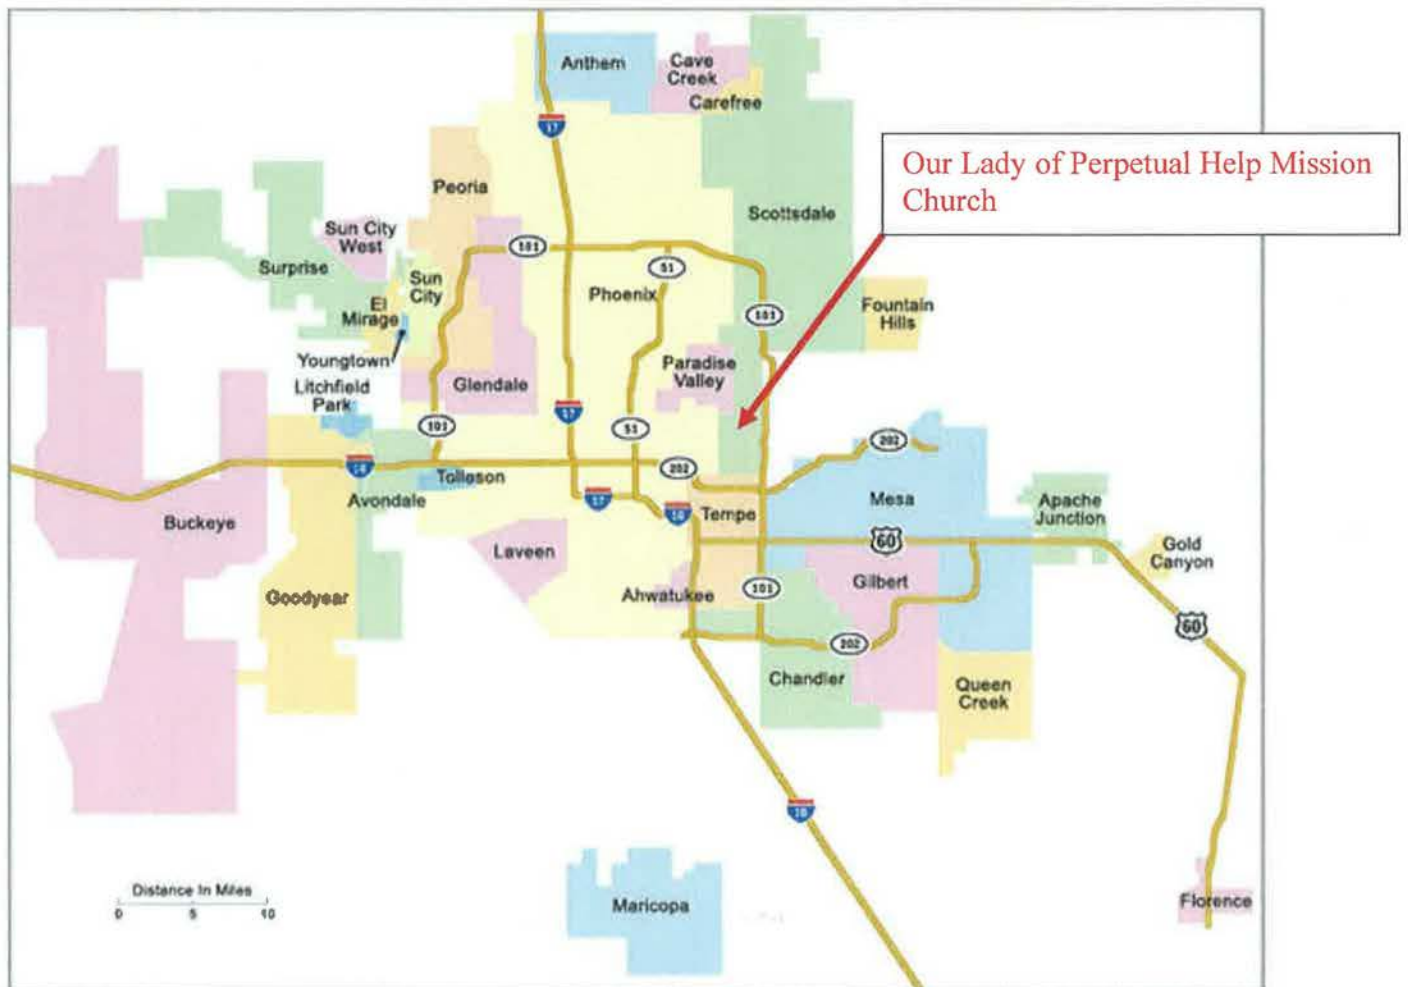 Anthem
Cave
Creek
Carefree
17
Our Lady of Perpetual Help Mission
Church
Peoria
Scottsdale
Sun City
West
Surprise
101
51
Sun
City
Phoenix
El
Mirage
101
Fountain
Hills
Youngtown
Paradise
Valley
Litchfield
Park
Glendale
17
101
51
202
10
Tolleson
202
Avondale
Buckeye
17
10
Tempe
Mesa
Apache
Junction
60
Laveen
Gold
Canyon
Goodyear
Ahwatukee
101
Gilbert
60
202
Chandler
Queen
Creek
10
Distance In Miles
0 5 10
Maricopa
Florence